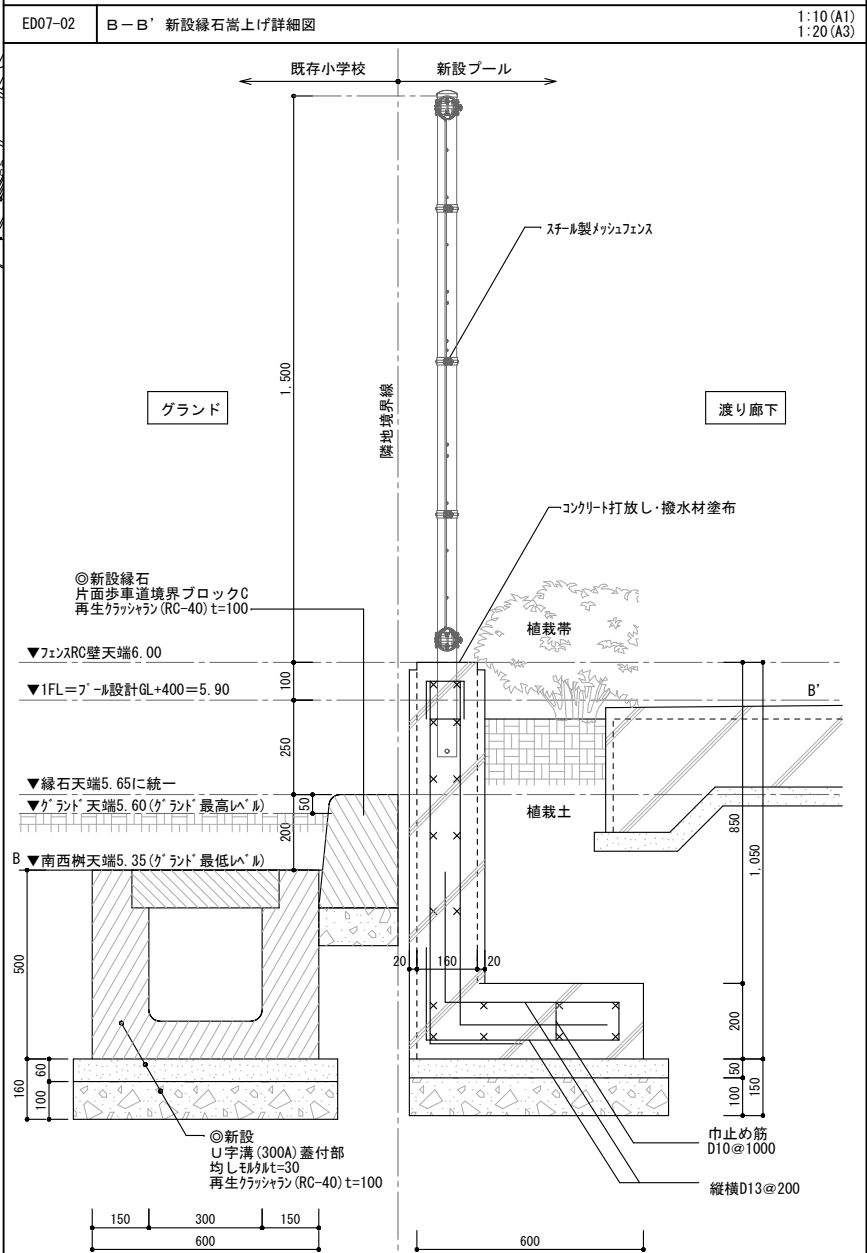 ED07-02
B－B’ 新設縁石嵩上げ詳細図
1:10(A1)
1:20(A3)
既存小学校
新設プール
1,500
隣地境界線
スチール製メッシュフェンス
グランド
渡り廊下
コンクリート打放し・撥水材塗布
◎新設縁石
片面歩車道境界ブロックC
再生クラッシャラン(RC-40)t=100
植栽帯
▼フェンスRC壁天端6.00
100
▼1FL=プール設計GL+400=5.90
B’
250
▼縁石天端5.65に統一
50
▼グランド天端5.60(グランド最高レベル)
200
植栽土
850
1,050
B
▼南西桝天端5.35(グランド最低レベル)
500
20
160
20
200
60
160
100
50
100
150
◎新設
U字溝(300A)蓋付部
均しモルタルt=30
再生クラッシャラン(RC-40)t=100
巾止め筋
D10@1000
縦横D13@200
150
300
150
600
600